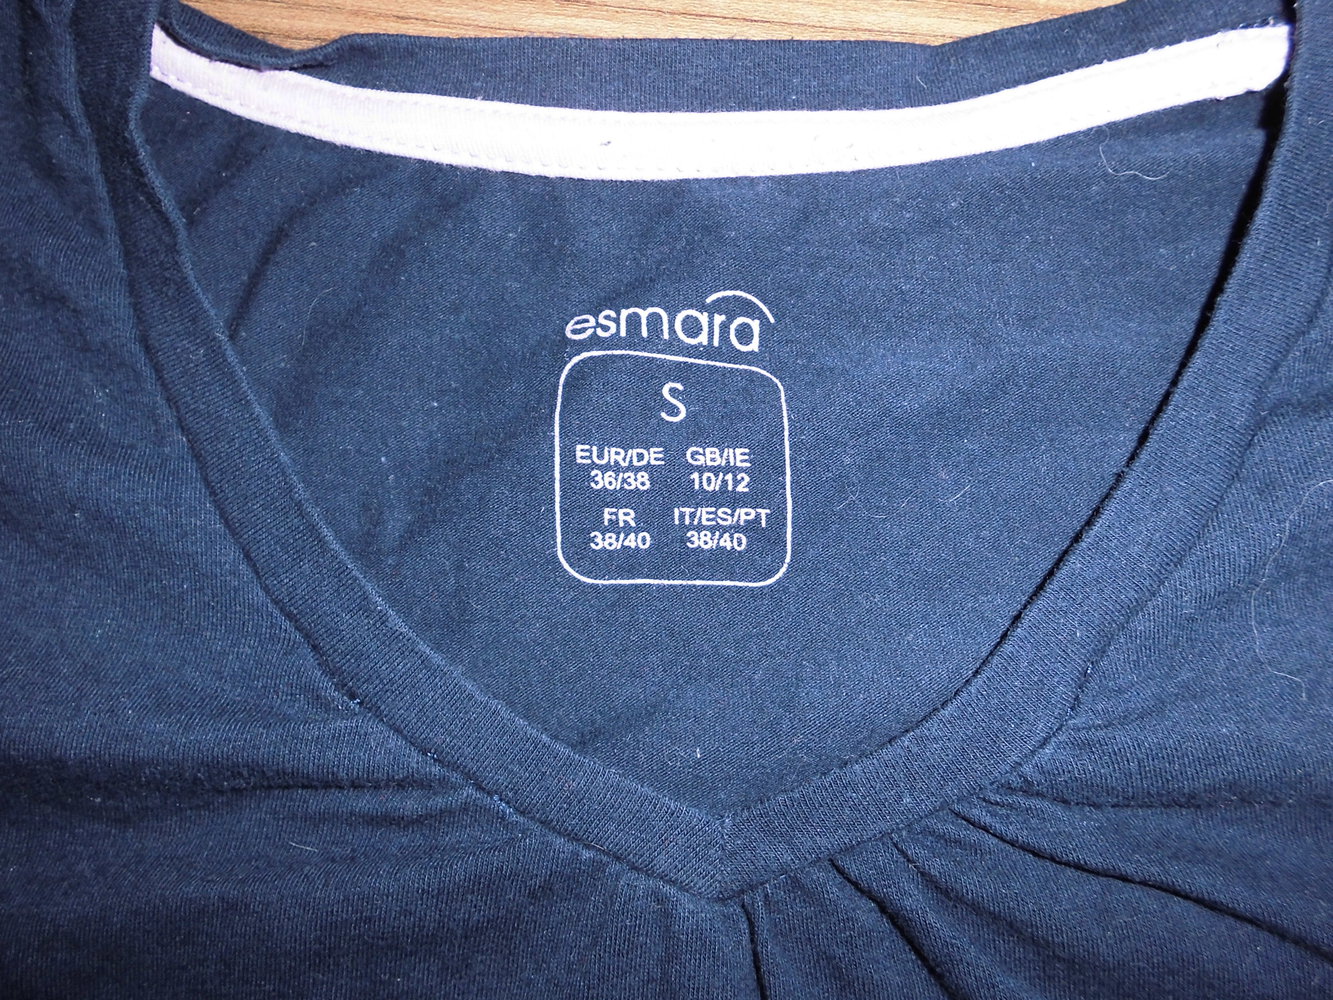 esmara
S
EUR/DE GB/IE
36/38 10/12
FR IT/ES/PT
38/40 38/40